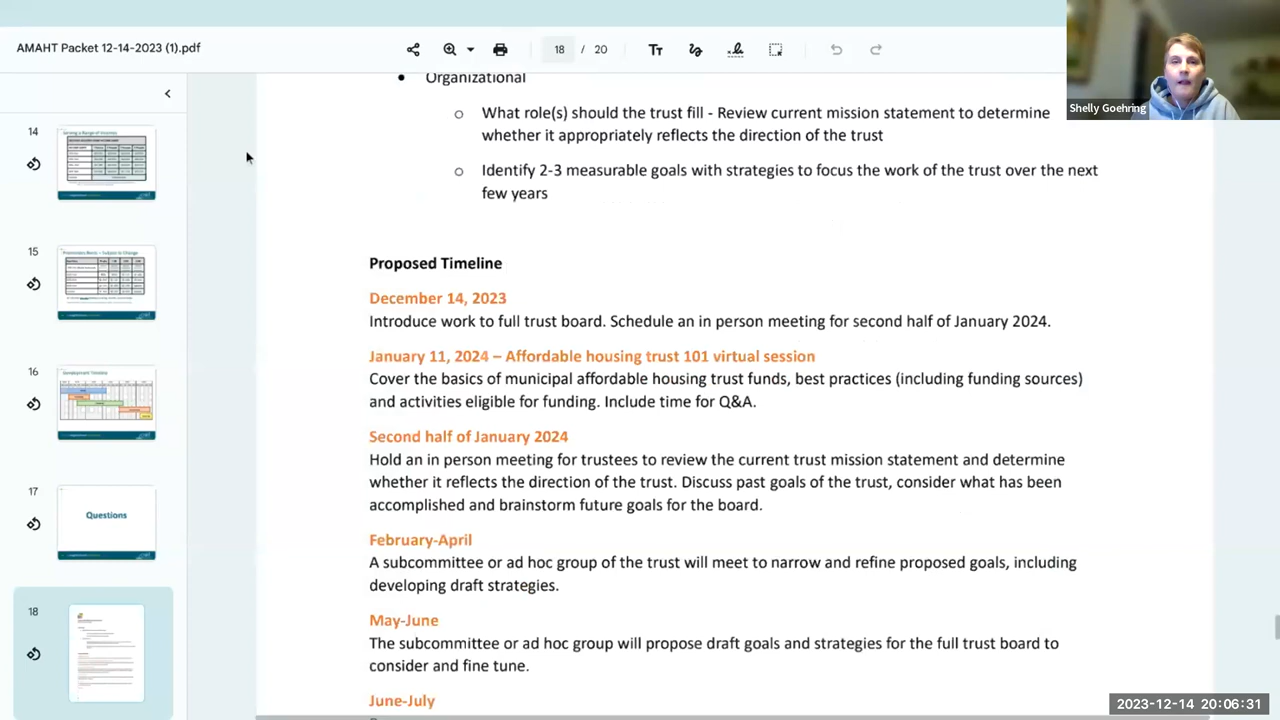 AMAHT Packet 12-14-2023 (1).pdf
18 / 20
Shelly Goehring
14
15
16
17
Questions
18
Organizational
What role(s) should the trust fill - Review current mission statement to determine
whether it appropriately reflects the direction of the trust
Identify 2-3 measurable goals with strategies to focus the work of the trust over the next
few years
Proposed Timeline
December 14, 2023
Introduce work to full trust board. Schedule an in person meeting for second half of January 2024.
January 11, 2024 – Affordable housing trust 101 virtual session
Cover the basics of municipal affordable housing trust funds, best practices (including funding sources)
and activities eligible for funding. Include time for Q&A.
Second half of January 2024
Hold an in person meeting for trustees to review the current trust mission statement and determine
whether it reflects the direction of the trust. Discuss past goals of the trust, consider what has been
accomplished and brainstorm future goals for the board.
February-April
A subcommittee or ad hoc group of the trust will meet to narrow and refine proposed goals, including
developing draft strategies.
May-June
The subcommittee or ad hoc group will propose draft goals and strategies for the full trust board to
consider and fine tune.
June-July
2023-12-14 20:06:31